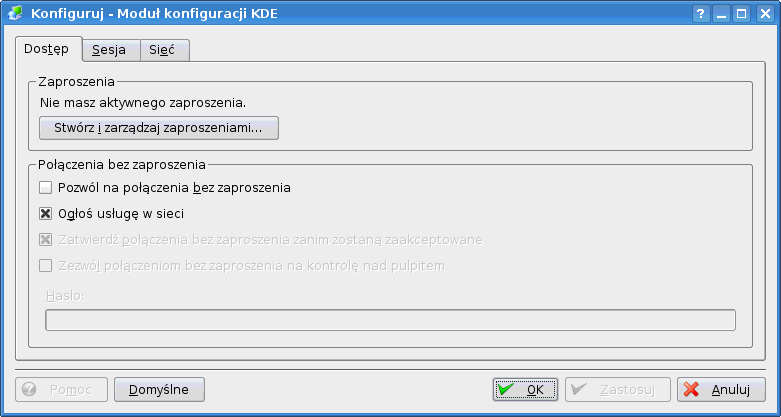 Konfiguruj - Moduł konfiguracji KDE
Dostęp Sesja Sieć
Zaproszenia
Nie masz aktywnego zaproszenia.
Stwórz i zarządzaj zaproszeniami...
Połączenia bez zaproszenia
Pozwól na połączenia bez zaproszenia
Ogłoś usługę w sieci
Zatwierdź połączenia bez zaproszenia zanim zostaną zaakceptowane
Zezwól połączeniom bez zaproszenia na kontrolę nad pulpitem
Hasło:
Pomoc Domyślne OK Zastosuj Anuluj